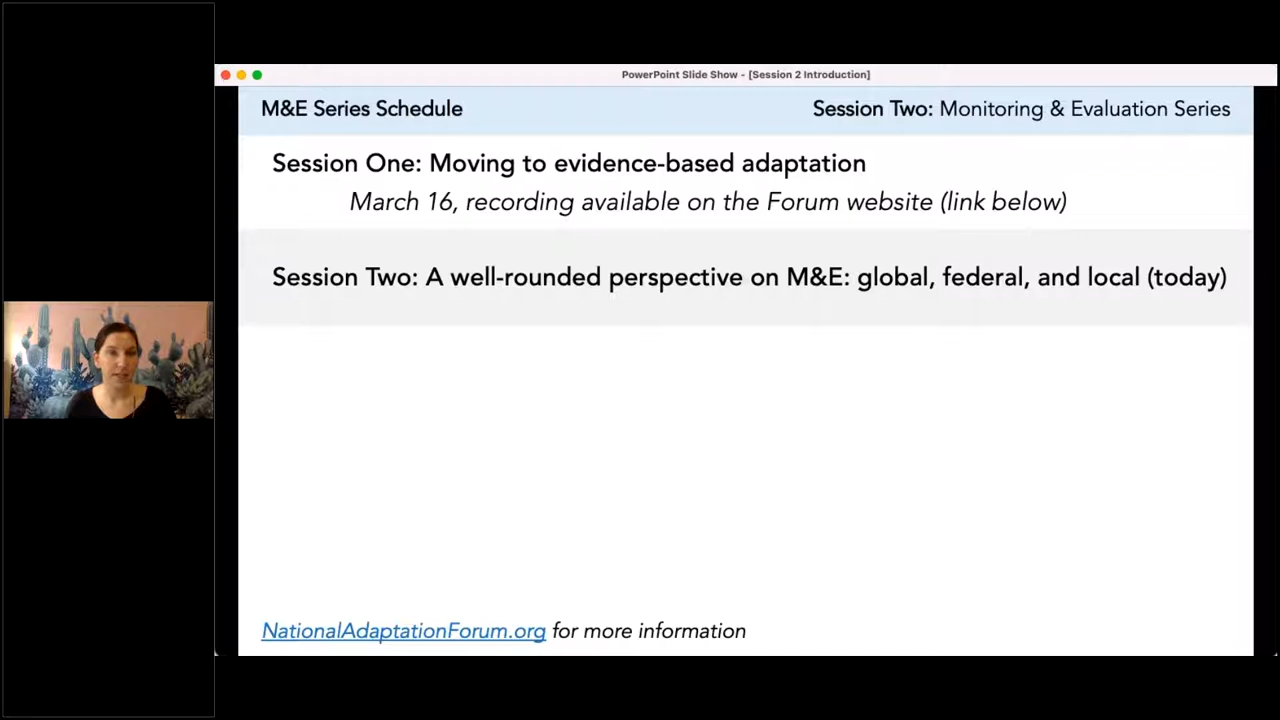 PowerPoint Slide Show - [Session 2 Introduction]
M&E Series Schedule
Session Two: Monitoring & Evaluation Series
Session One: Moving to evidence-based adaptation
March 16, recording available on the Forum website (link below)
Session Two: A well-rounded perspective on M&E: global, federal, and local (today)
NationalAdaptationForum.org for more information